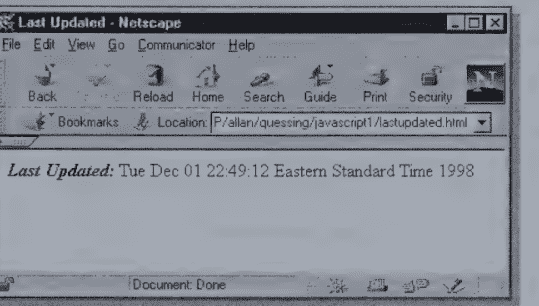 Last Updated - Netscape
File Edit View Go Communicator Help
Back Reload Home Search Guide Print Security
Bookmarks Location: P/allan/quessing/javascript1/lastupdated.html
Last Updated: Tue Dec 01 22:49:12 Eastern Standard Time 1998
Document: Done